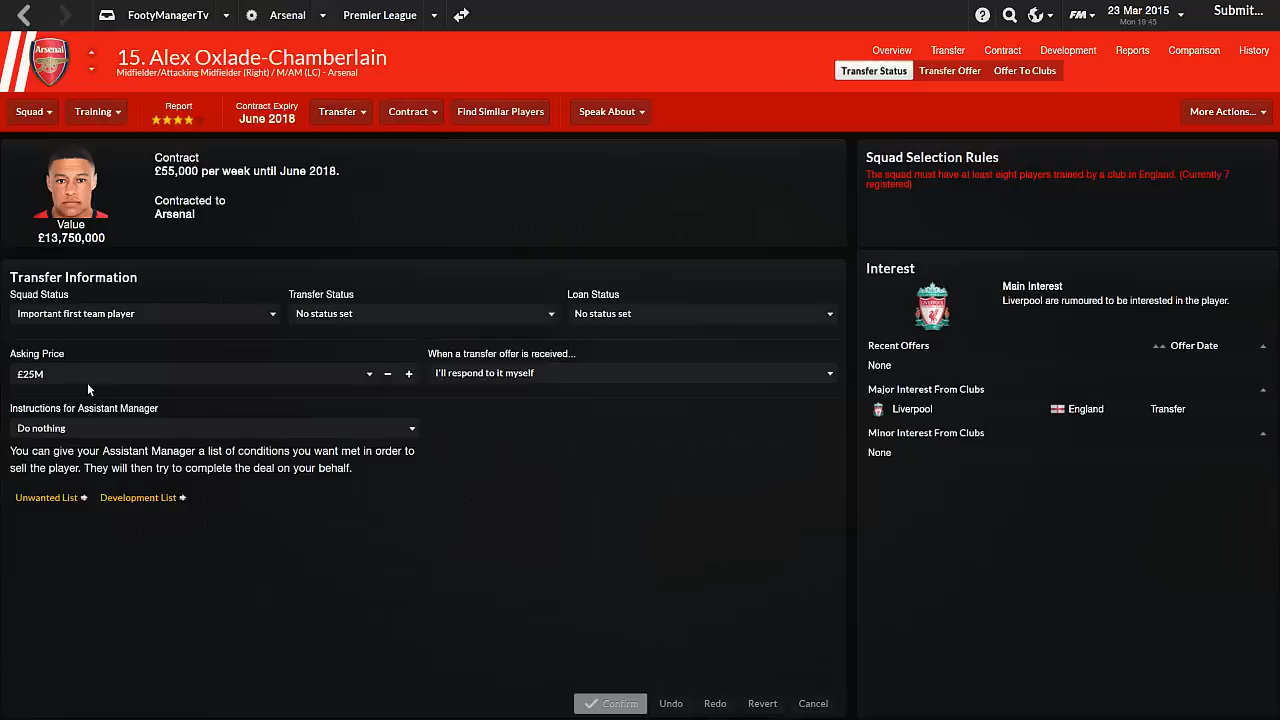 FootyManagerTv
Arsenal
Premier League
FM
23 Mar 2015
Mon 19:45
Submit...
Arsenal
15. Alex Oxlade-Chamberlain
Midfielder/Attacking Midfielder (Right) / M/AM (LC) - Arsenal
Overview Transfer Contract Development Reports Comparison History
Transfer Status Transfer Offer Offer To Clubs
Squad
Training
Report
Contract Expiry
June 2018
Transfer
Contract
Find Similar Players
Speak About
More Actions...
Contract
£55,000 per week until June 2018.
Contracted to
Arsenal
Value
£13,750,000
Squad Selection Rules
The squad must have at least eight players trained by a club in England. (Currently 7
registered)
Transfer Information
Squad Status Transfer Status Loan Status
Important first team player No status set No status set
Asking Price When a transfer offer is received...
£25M - + I'll respond to it myself
Instructions for Assistant Manager
Do nothing
You can give your Assistant Manager a list of conditions you want met in order to
sell the player. They will then try to complete the deal on your behalf.
Unwanted List Development List
Interest
Main Interest
Liverpool are rumoured to be interested in the player.
Recent Offers Offer Date
None
Major Interest From Clubs
Liverpool England Transfer
Minor Interest From Clubs
None
Confirm Undo Redo Revert Cancel